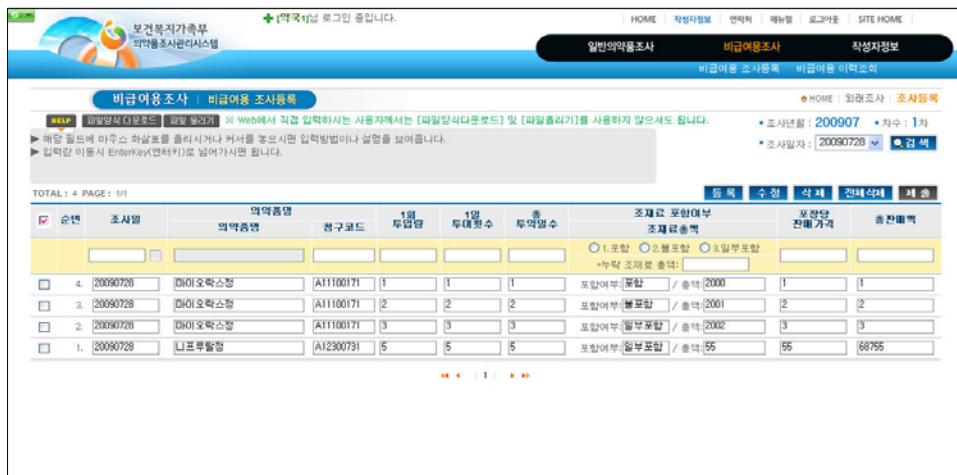 보건복지가족부
의약품조사관리시스템
[약국1]님 로그인 중입니다.
HOME 작성자정보 연락처 매뉴얼 로그아웃 SITE HOME
일반의약품조사 비급여용조사 작성자정보
비급여용 조사등록 비급여용 이력조회
비급여용조사 | 비급여용 조사등록
HOME | 외래조사 | 조사등록
HELP 파일양식다운로드 파일 올리기 ※ Web에서 직접 입력하시는 사용자께서는 [파일양식다운로드] 및 [파일올리기]를 사용하지 않으셔도 됩니다.
▶ 해당 필드에 마우스 화살표를 올리시거나 커서를 놓으시면 입력방법이나 설명을 보여줍니다.
▶ 입력란 이동시 EnterKey(엔터키)로 넘어가시면 됩니다.
조사년월 : 200907 차수 : 1차
조사일자 : 20090728 검색
TOTAL : 4 PAGE : 1/1
등록 수정 삭제 전체삭제 제출
순번 조사일 의약품명 1회 투입량 1일 투여횟수 총 투약일수 조제료 포함여부 포장당 판매가격 총판매액
의약품명 청구코드 조제료총액
1.포함 2.불포함 3.일부포함
*누락 조제료 총액:
4. 20090728 마이오락스정 A11100171 1 1 1 포함여부: 포함 / 총액: 2000 1 1
3. 20090728 마이오락스정 A11100171 2 2 2 포함여부: 불포함 / 총액: 2001 2 2
2. 20090728 마이오락스정 A11100171 3 3 3 포함여부: 일부포함 / 총액: 2002 3 3
1. 20090728 니프루탈정 A12300731 5 5 5 포함여부: 일부포함 / 총액: 55 55 68755
1